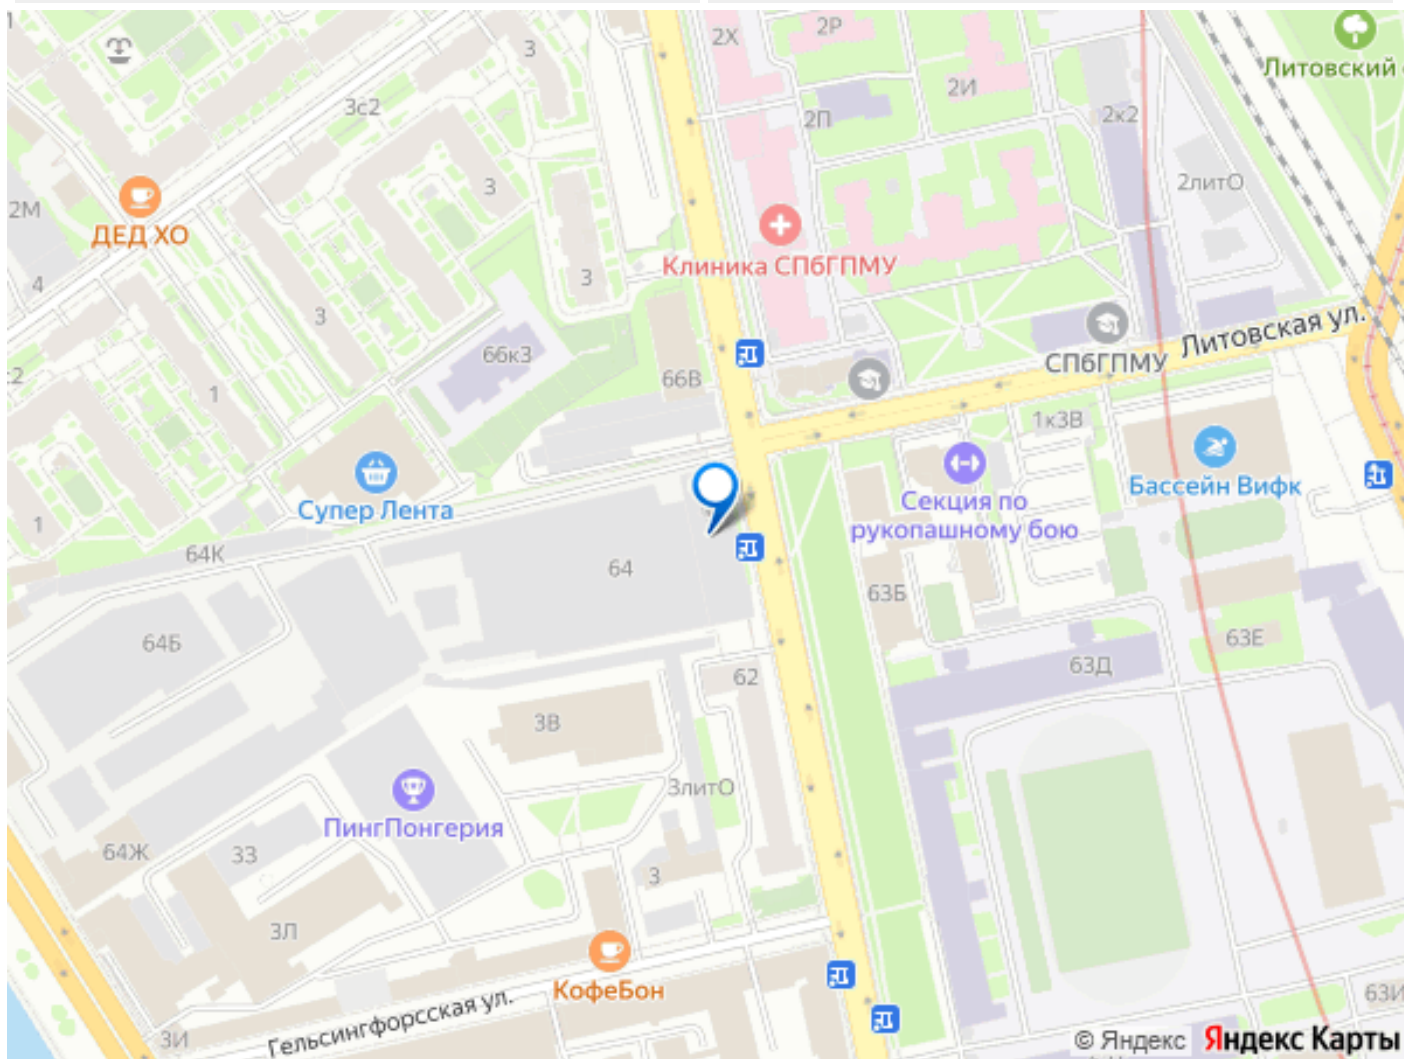 2Х
2Р
3
Литовский
3с2
2И
2П
2к2
3
2М
2литО
ДЕД ХО
Клиника СПбГПМУ
4
3
3
Литовская ул.
66к3
СПбГПМУ
66В
1
1к3В
Бассейн Вифк
Супер Лента
Секция по
рукопашному бою
1
64К
64
63Б
64Б
63Е
63Д
62
3В
3литО
ПингПонгерия
64Ж
33
3
3Л
КофеБон
63И
Гельсингфорсская ул.
3И
© Яндекс Яндекс Карты